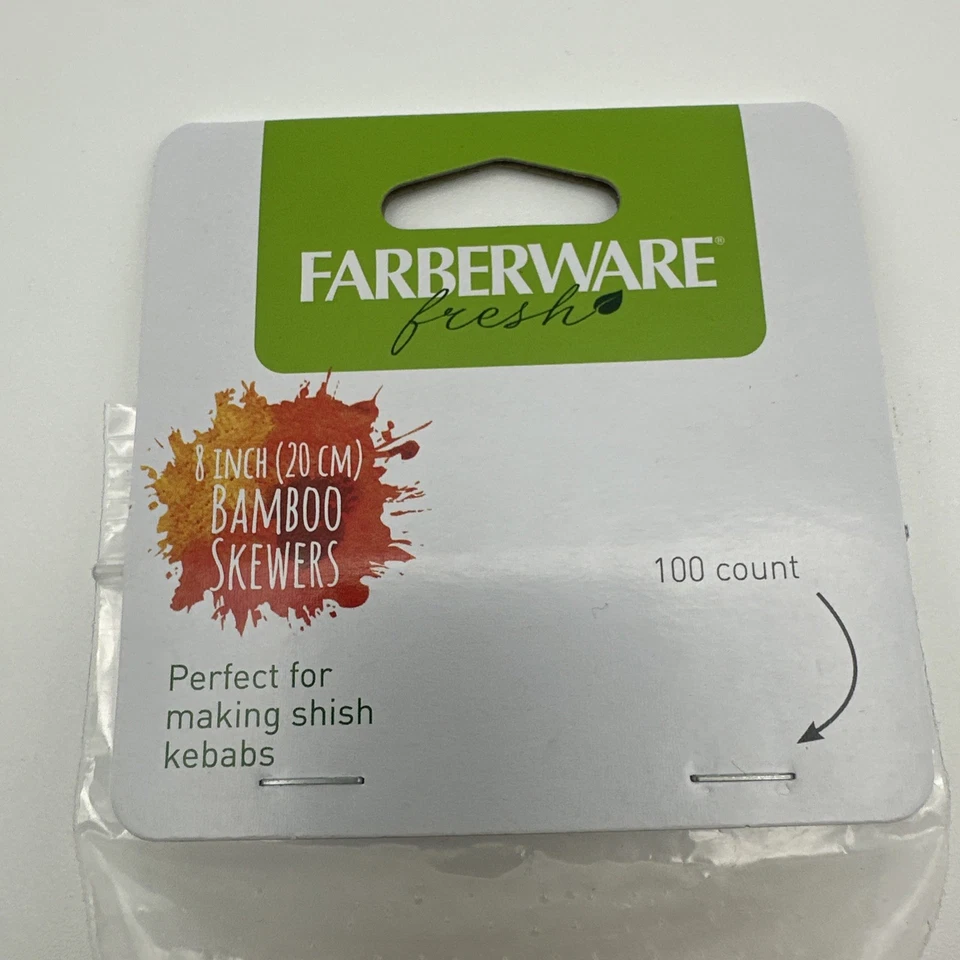 FARBERWARE®
fresh
8 INCH (20 CM)
BAMBOO
SKEWERS
100 count
Perfect for
making shish
kebabs